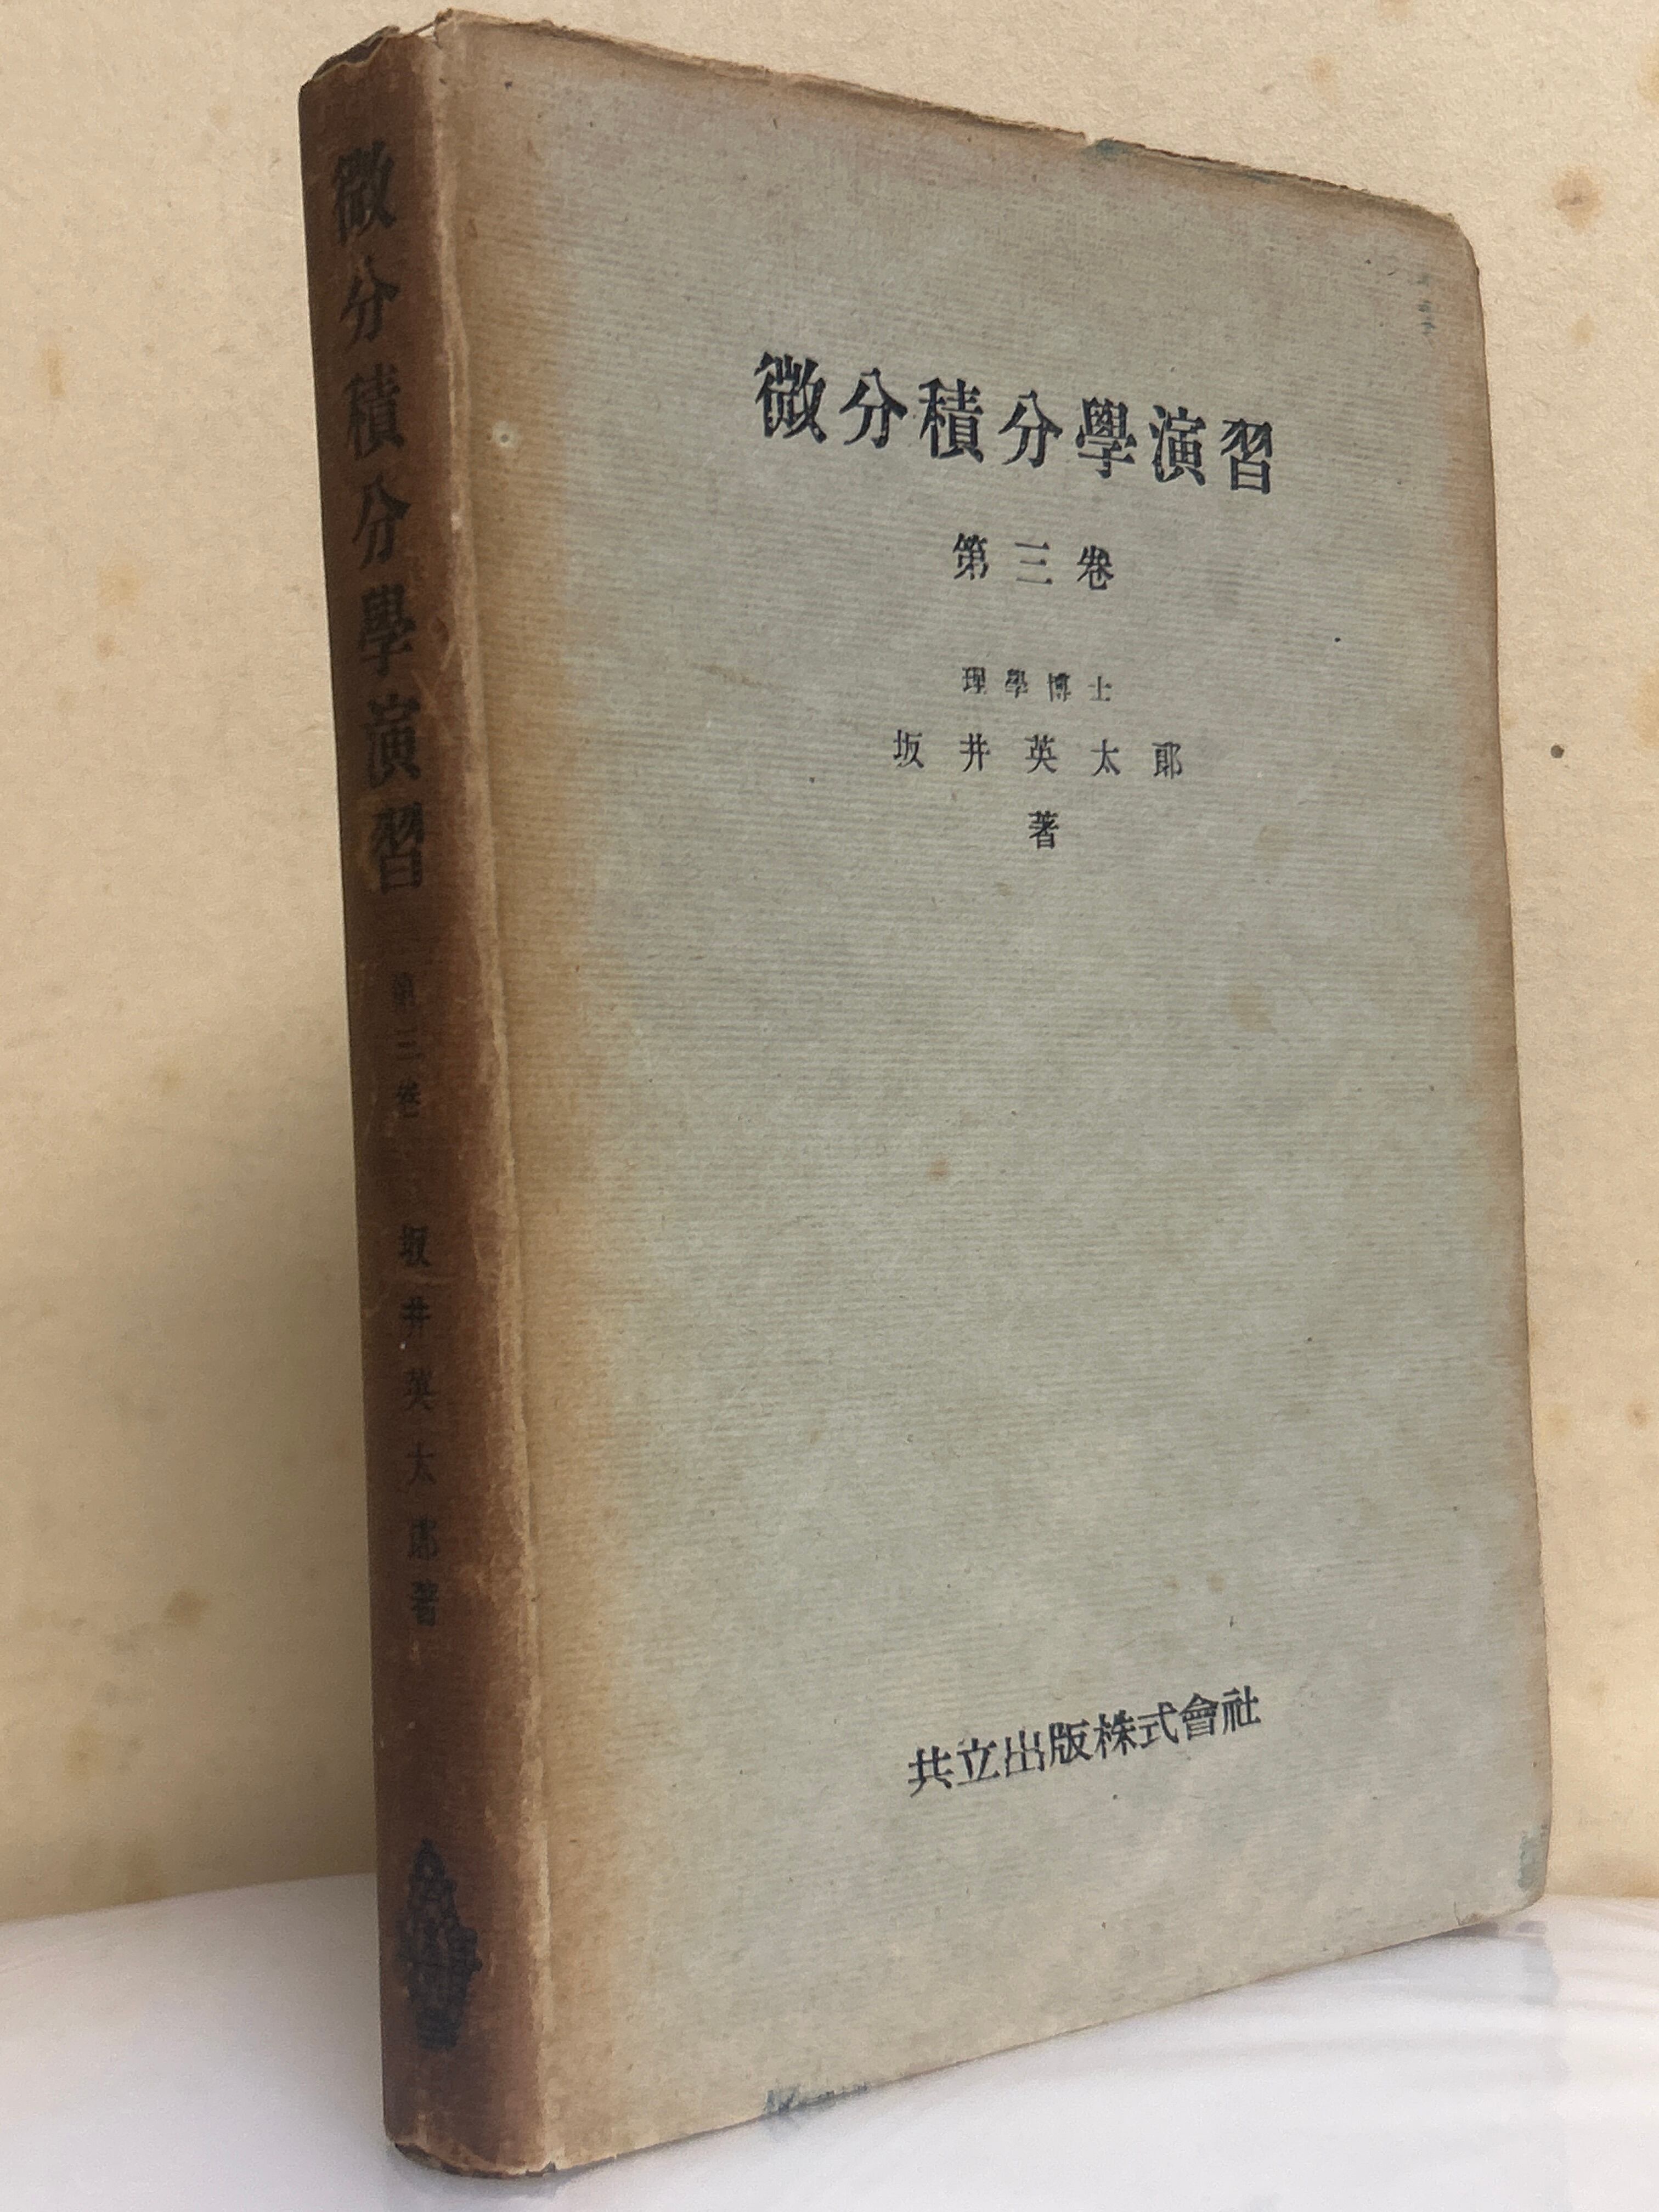 微分積分學演習
第三卷
理學博士
坂井英太郎
著
共立出版株式會社
微分積分學演習 第三卷 坂井英太郎著